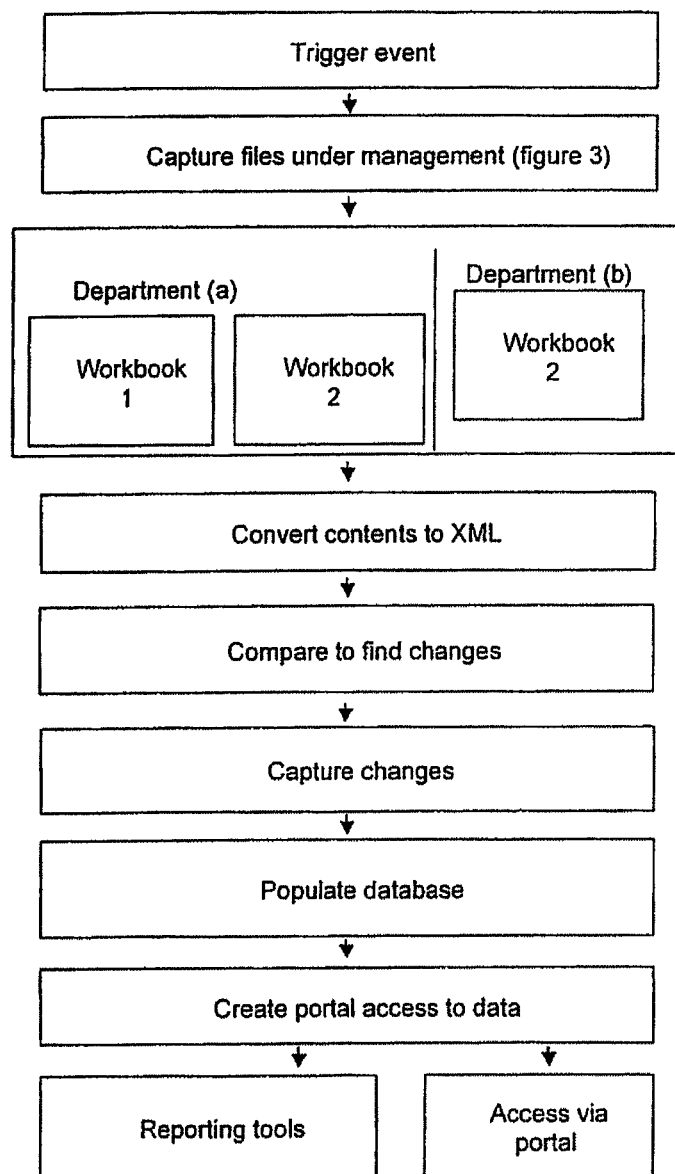 Trigger event
Capture files under management (figure 3)
Department (a)
Department (b)
Workbook
1
Workbook
2
Workbook
2
Convert contents to XML
Compare to find changes
Capture changes
Populate database
Create portal access to data
Reporting tools
Access via
portal